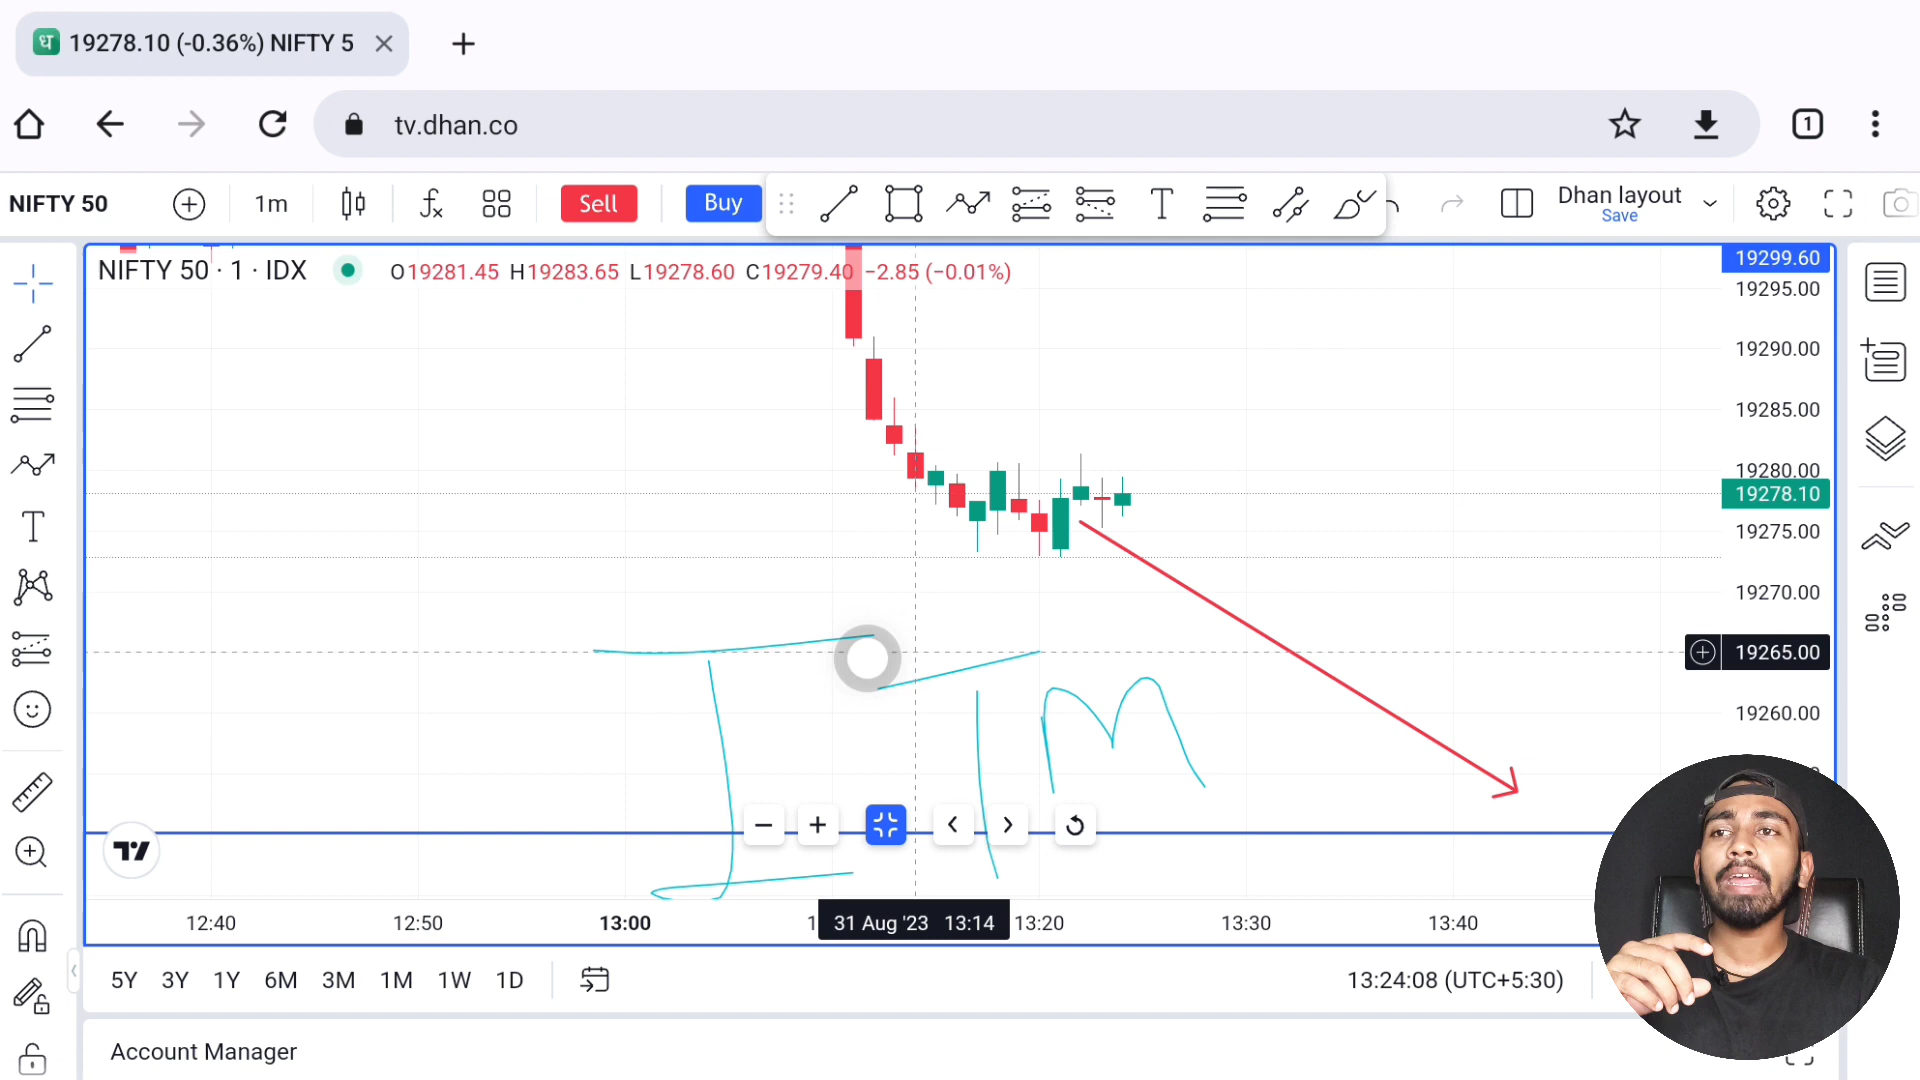 ध 19278.10 (-0.36%) NIFTY 5
tv.dhan.co
1
NIFTY 50
1m
Sell
Buy
Dhan layout
Save
NIFTY 50 · 1 · IDX O19281.45 H19283.65 L19278.60 C19279.40 −2.85 (−0.01%)
19299.60
19295.00
19290.00
19285.00
19280.00
19278.10
19275.00
19270.00
19265.00
19260.00
ITM
12:40 12:50 13:00 31 Aug '23 13:14 13:20 13:30 13:40
5Y 3Y 1Y 6M 3M 1M 1W 1D
13:24:08 (UTC+5:30)
Account Manager